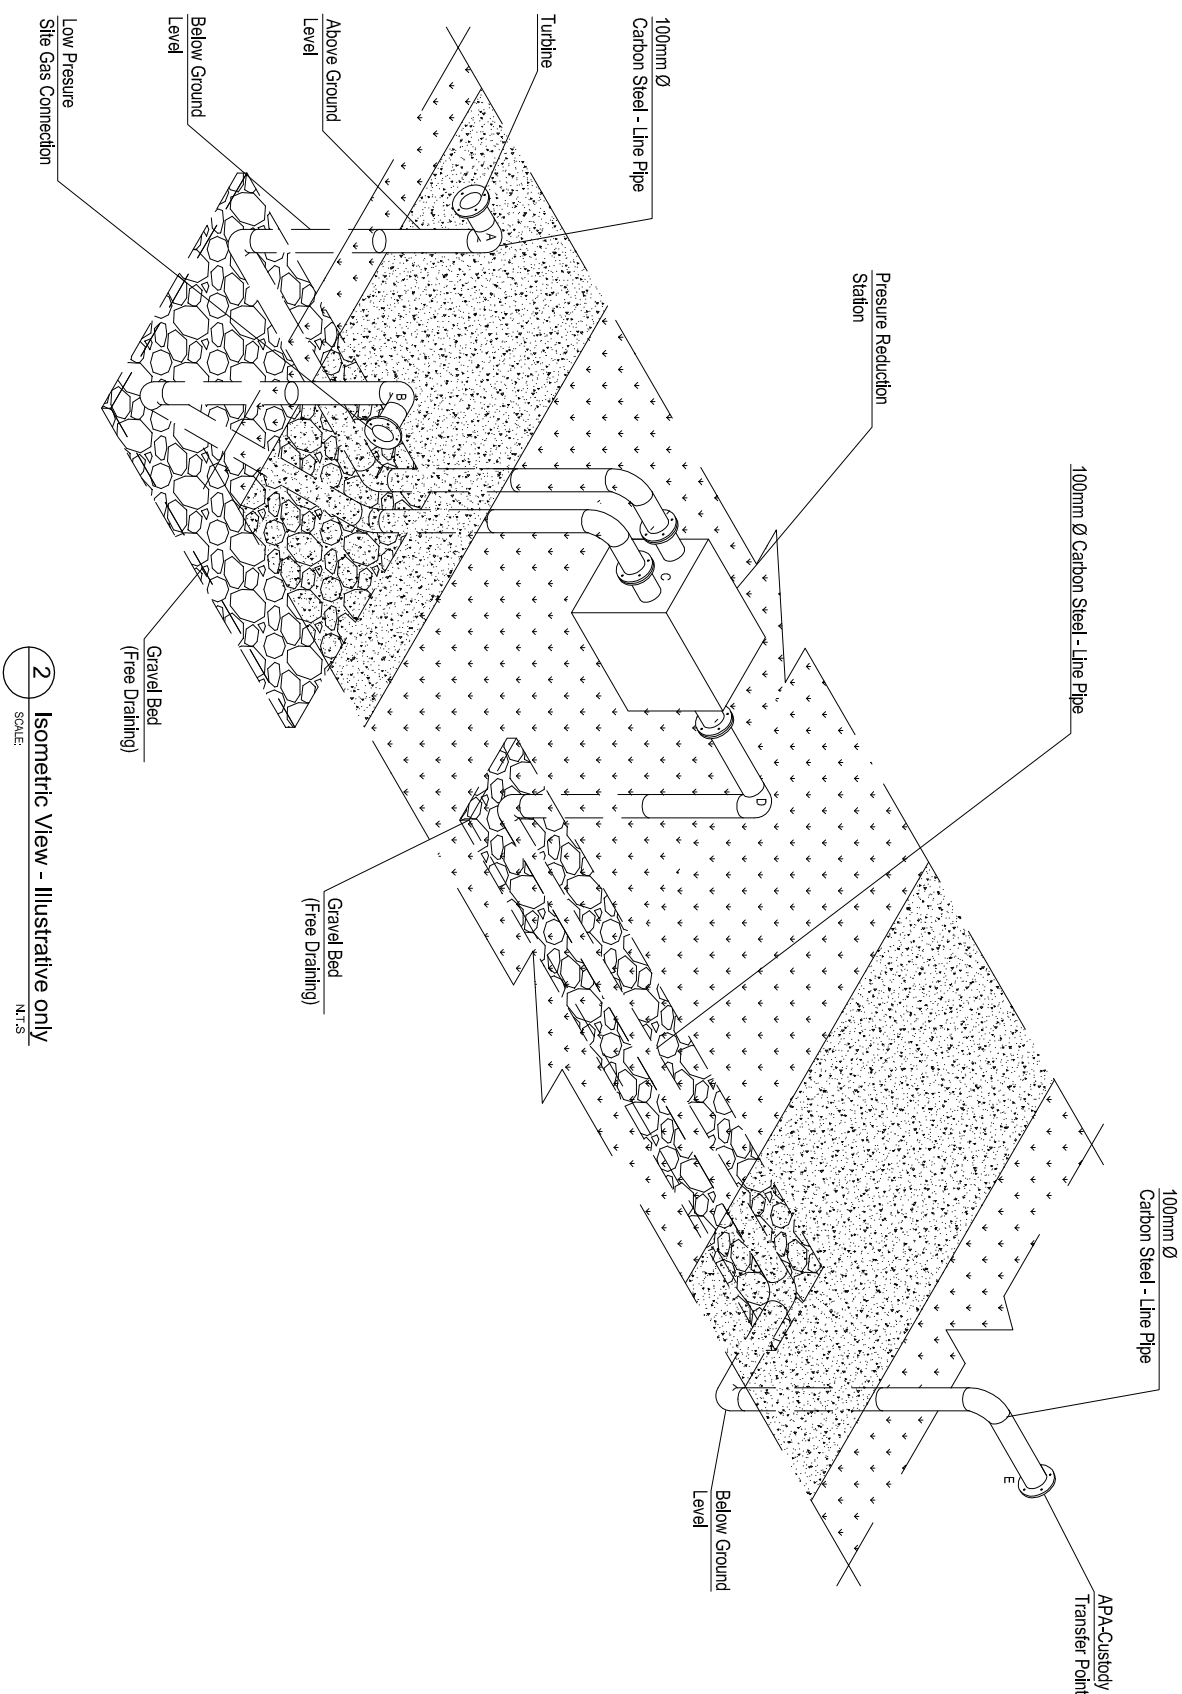 100mm Ø
Carbon Steel - Line Pipe
APA-Custody
Transfer Point
100mm Ø Carbon Steel - Line Pipe
Presure Reduction
Station
100mm Ø
Carbon Steel - Line Pipe
Turbine
Above Ground
Level
Below Ground
Level
Low Presure
Site Gas Connection
A
B
C
D
E
Below Ground
Level
Gravel Bed
(Free Draining)
Gravel Bed
(Free Draining)
2
Isometric View - Illustrative only
SCALE:
N.T.S